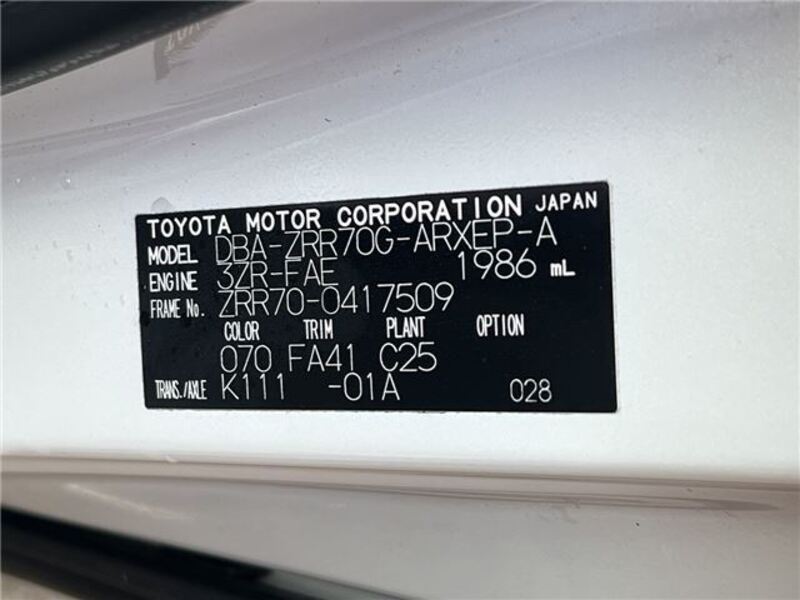 TOYOTA MOTOR CORPORATION JAPAN
MODEL DBA-ZRR70G-ARXEP-A
ENGINE 3ZR-FAE 1986 mL
FRAME No. ZRR70-0417509
COLOR TRIM PLANT OPTION
070 FA41 C25
TRANS./AXLE K111 -01A 028